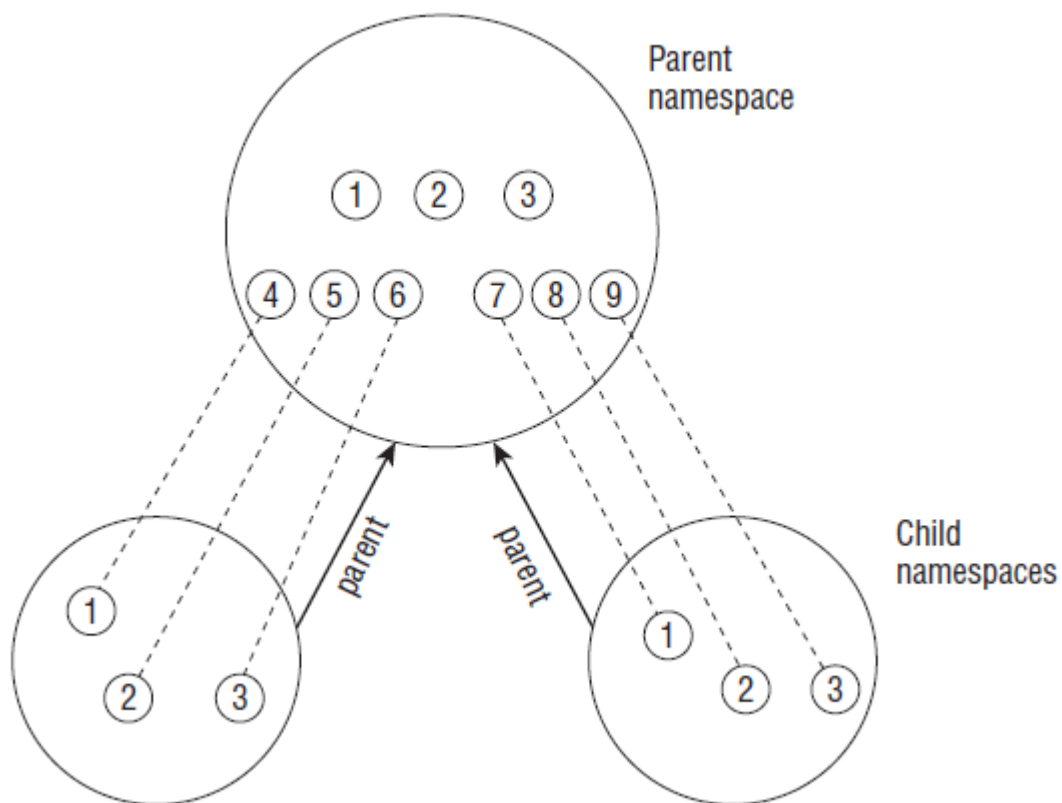 Parent
namespace
1 2 3
4 5 6 7 8 9
parent
parent
Child
namespaces
1
2 3
1
2 3